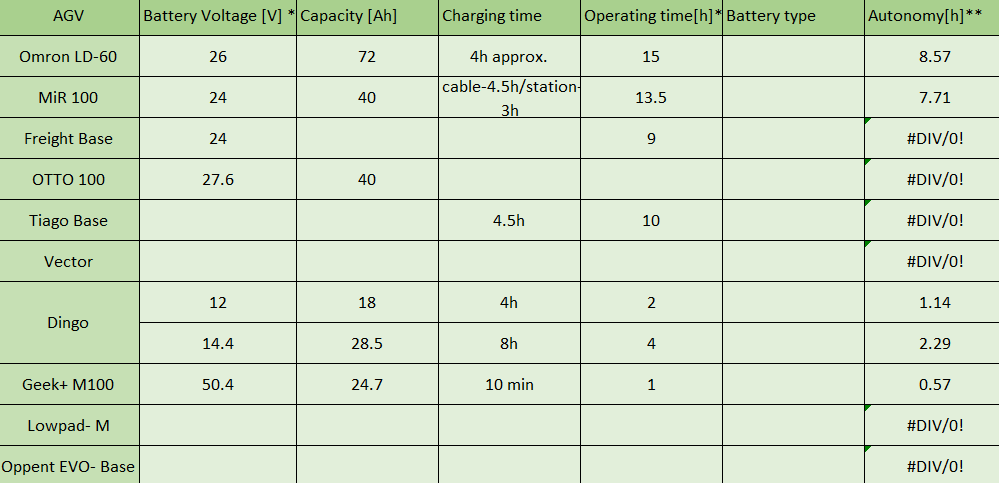 AGV Battery Voltage [V] * Capacity [Ah] Charging time Operating time[h]* Battery type Autonomy[h]**
Omron LD-60 26 72 4h approx. 15 8.57
MiR 100 24 40 cable-4.5h/station-3h 13.5 7.71
Freight Base 24 9 #DIV/0!
OTTO 100 27.6 40 #DIV/0!
Tiago Base 4.5h 10 #DIV/0!
Vector #DIV/0!
Dingo 12 18 4h 2 1.14
14.4 28.5 8h 4 2.29
Geek+ M100 50.4 24.7 10 min 1 0.57
Lowpad- M #DIV/0!
Oppent EVO- Base #DIV/0!